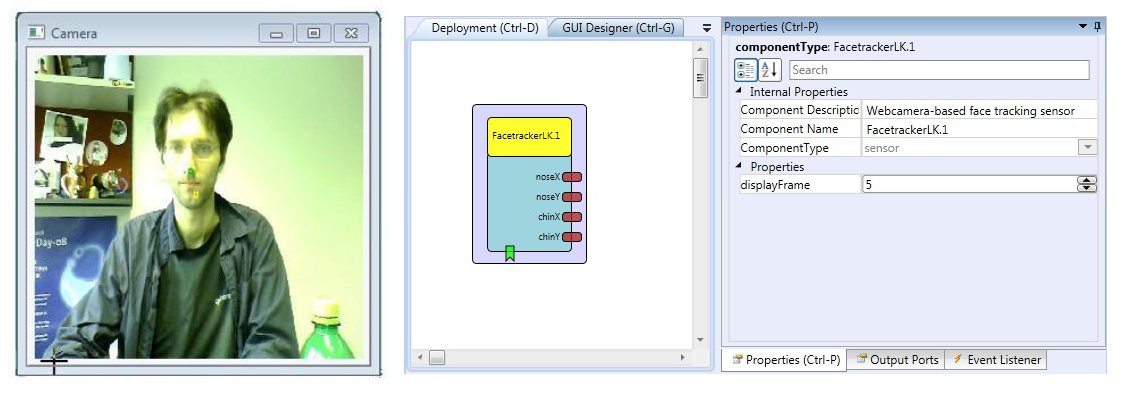 Camera
Day-08
Deployment (Ctrl-D)
GUI Designer (Ctrl-G)
FacetrackerLK.1
noseX
noseY
chinX
chinY
Properties (Ctrl-P)
componentType: FacetrackerLK.1
Search
Internal Properties
Component Descriptio Webcamera-based face tracking sensor
Component Name FacetrackerLK.1
ComponentType sensor
Properties
displayFrame 5
Properties (Ctrl-P)
Output Ports
Event Listener